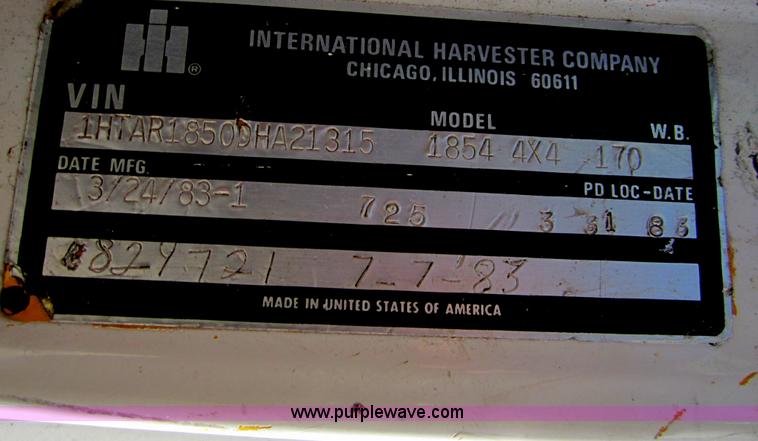 INTERNATIONAL HARVESTER COMPANY
CHICAGO, ILLINOIS 60611
VIN MODEL W.B.
1HTAR1850DHA21315 1854 4X4 170
DATE MFG. PD LOC-DATE
3/24/83-1 725 3 31 83
829721 7-7-83
MADE IN UNITED STATES OF AMERICA
www.purplewave.com